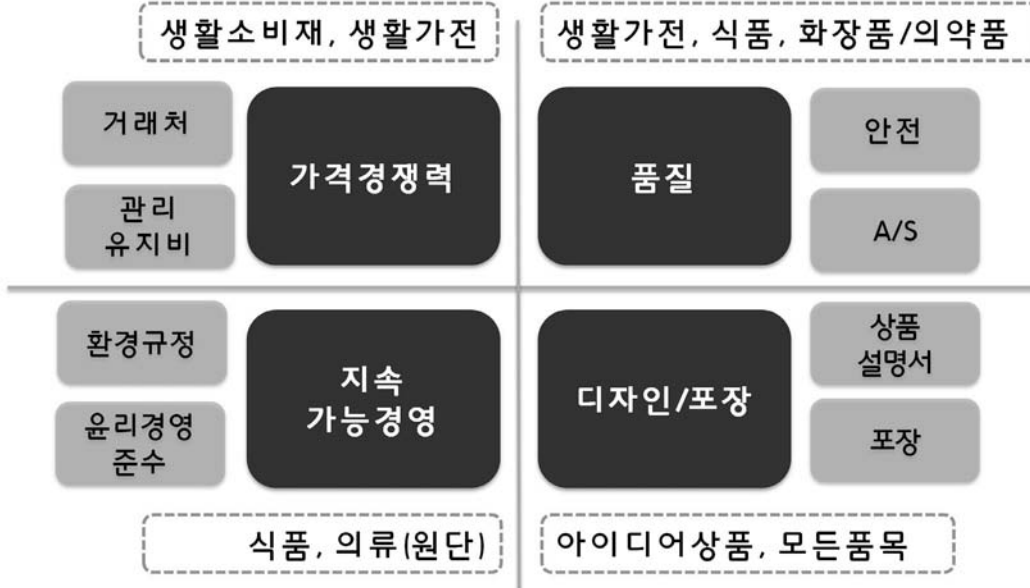 생활소비재, 생활가전
생활가전, 식품, 화장품/의약품
거래처
관리
유지비
가격경쟁력
품질
안전
A/S
환경규정
윤리경영
준수
지속
가능경영
디자인/포장
상품
설명서
포장
식품, 의류(원단)
아이디어상품, 모든품목